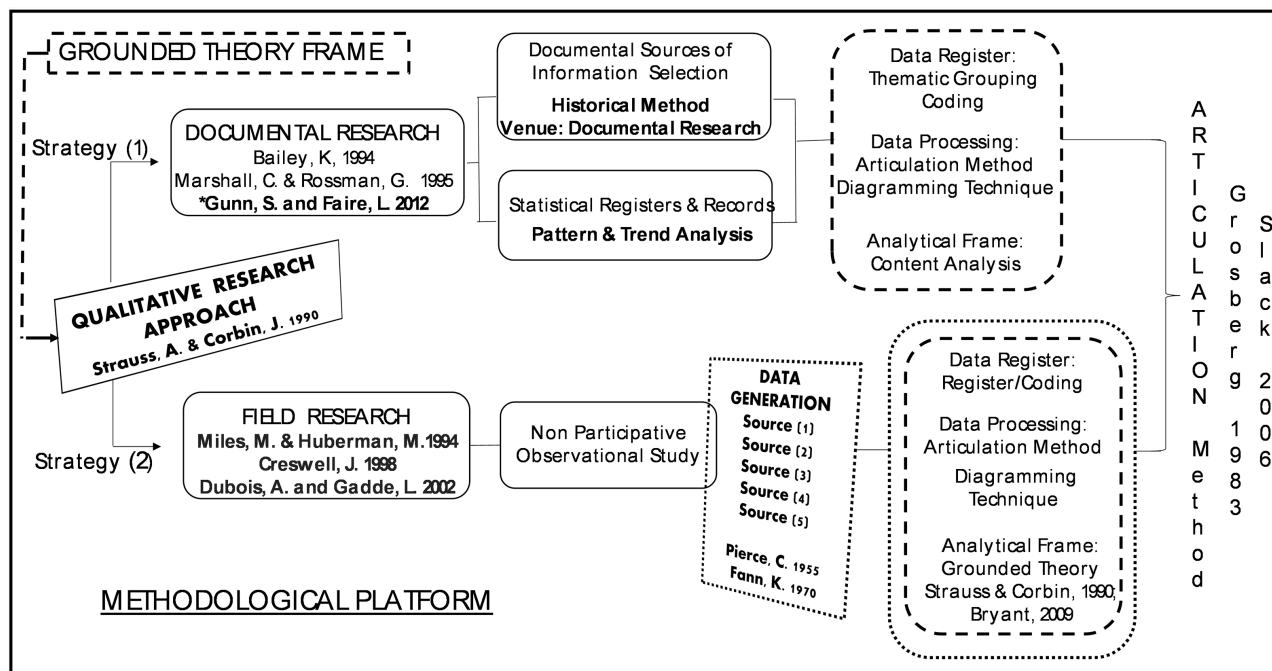 GROUNDED THEORY FRAME
Strategy (1)
DOCUMENTAL RESEARCH
Bailey, K, 1994
Marshall, C. & Rossman, G. 1995
*Gunn, S. and Faire, L. 2012
Documental Sources of
Information Selection
Historical Method
Venue: Documental Research
Statistical Registers & Records
Pattern & Trend Analysis
Data Register:
Thematic Grouping
Coding
Data Processing:
Articulation Method
Diagramming Technique
Analytical Frame:
Content Analysis
QUALITATIVE RESEARCH
APPROACH
Strauss, A. & Corbin, J. 1990
Strategy (2)
FIELD RESEARCH
Miles, M. & Huberman, M.1994
Creswell, J. 1998
Dubois, A. and Gadde, L. 2002
Non Participative
Observational Study
DATA
GENERATION
Source (1)
Source (2)
Source (3)
Source (4)
Source (5)
Pierce, C. 1955
Fann, K. 1970
Data Register:
Register/Coding
Data Processing:
Articulation Method
Diagramming
Technique
Analytical Frame:
Grounded Theory
Strauss & Corbin, 1990;
Bryant, 2009
ARTICULATION Method
Grosberg 1983
Slack 2006
METHODOLOGICAL PLATFORM